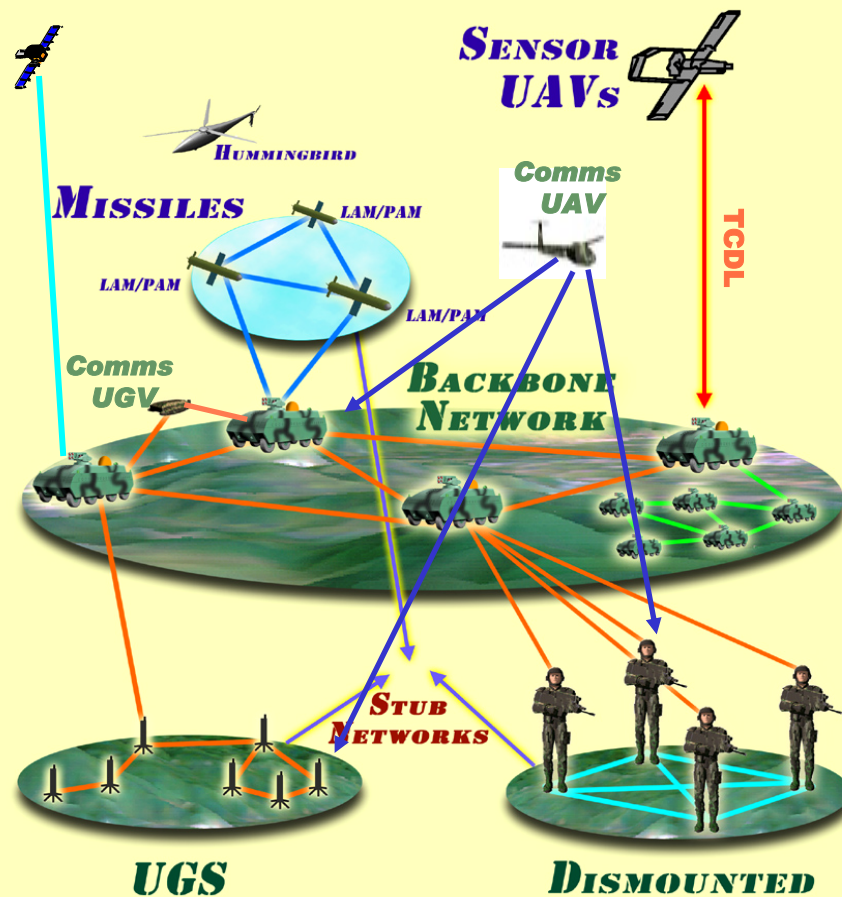 SENSOR
UAVs
HUMMINGBIRD
Comms
UAV
MISSILES
LAM/PAM
LAM/PAM
LAM/PAM
TCDL
Comms
UGV
BACKBONE
NETWORK
STUB
NETWORKS
UGS
DISMOUNTED